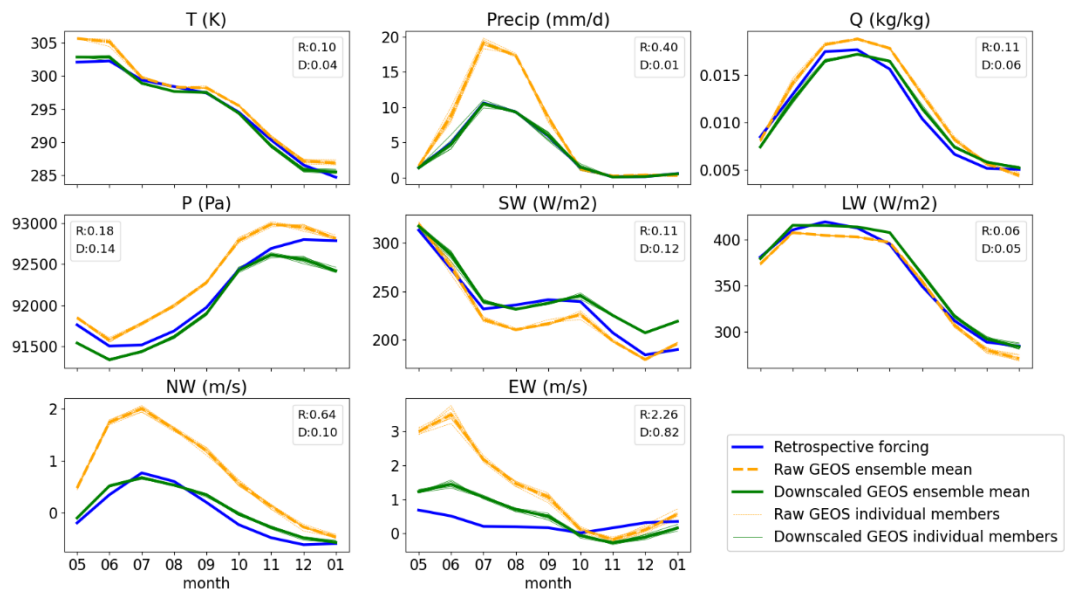 T (K)
305
300
295
290
285
R:0.10
D:0.04
Precip (mm/d)
20
15
10
5
0
R:0.40
D:0.01
Q (kg/kg)
0.015
0.010
0.005
R:0.11
D:0.06
P (Pa)
93000
92500
92000
91500
R:0.18
D:0.14
SW (W/m2)
300
250
200
R:0.11
D:0.12
LW (W/m2)
400
350
300
R:0.06
D:0.05
NW (m/s)
2
1
0
R:0.64
D:0.10
05 06 07 08 09 10 11 12 01
month
EW (m/s)
3
2
1
0
R:2.26
D:0.82
05 06 07 08 09 10 11 12 01
month
Retrospective forcing
Raw GEOS ensemble mean
Downscaled GEOS ensemble mean
Raw GEOS individual members
Downscaled GEOS individual members